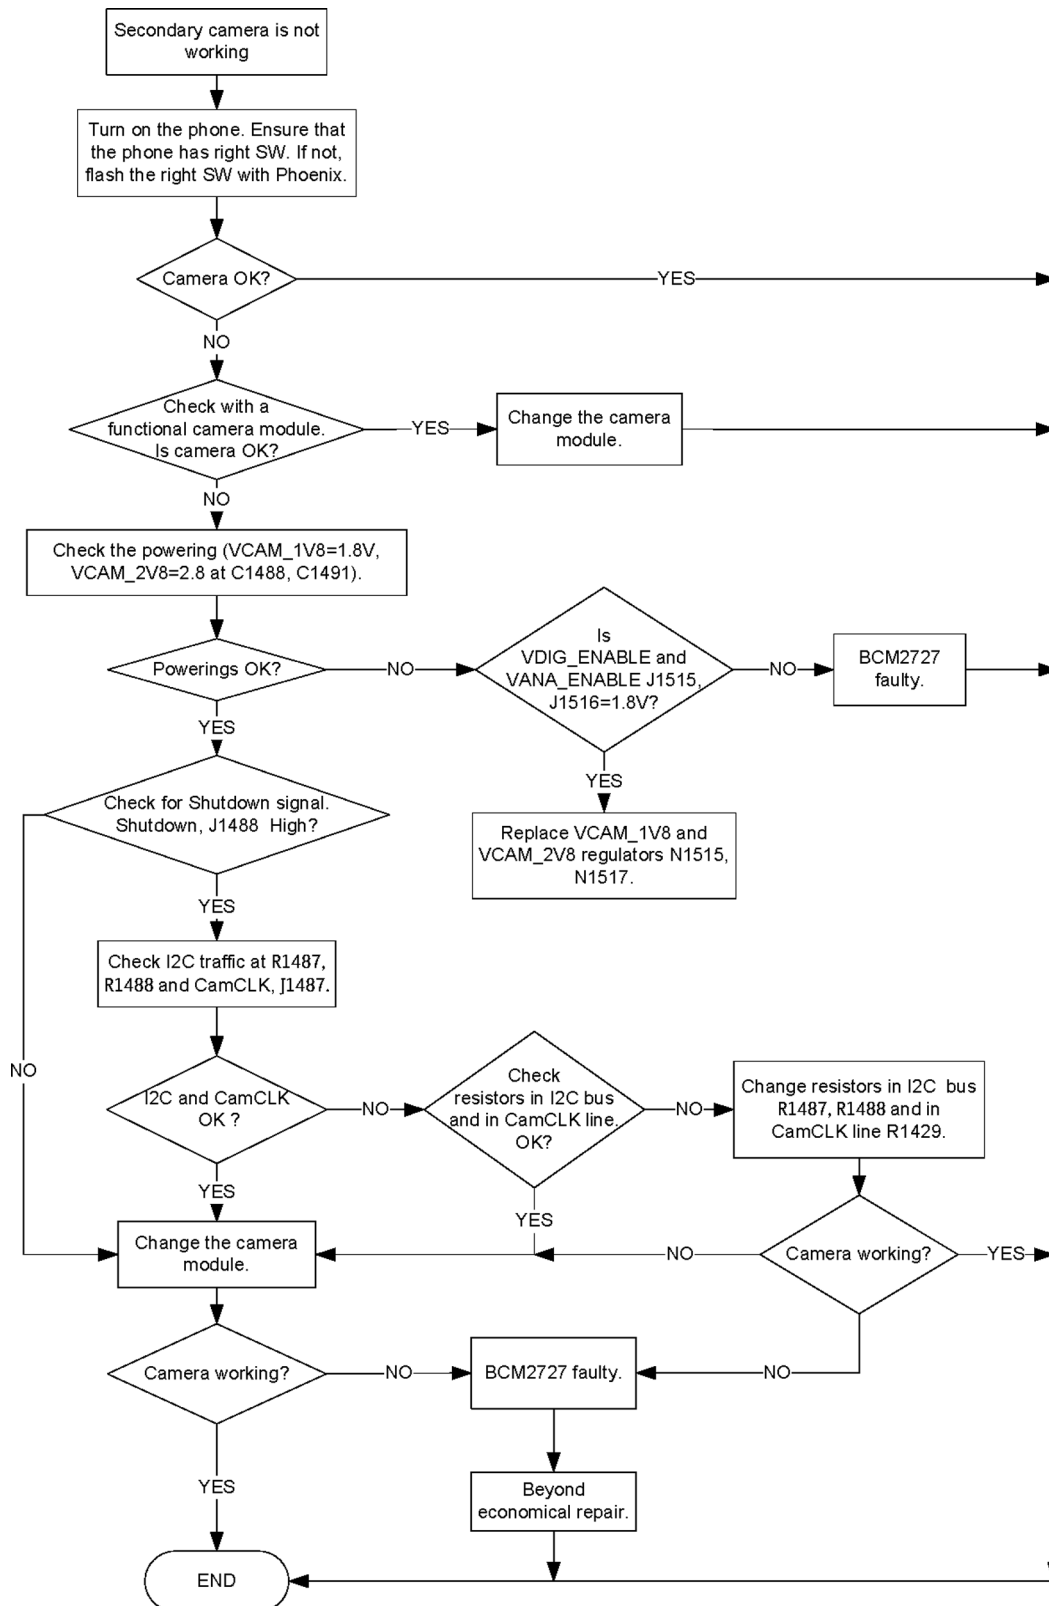 Secondary camera is not
working
Turn on the phone. Ensure that
the phone has right SW. If not,
flash the right SW with Phoenix.
Camera OK?
YES
NO
Check with a
functional camera module.
Is camera OK?
YES
Change the camera
module.
NO
Check the powering (VCAM_1V8=1.8V,
VCAM_2V8=2.8 at C1488, C1491).
Powerings OK?
NO
Is
VDIG_ENABLE and
VANA_ENABLE J1515,
J1516=1.8V?
NO
BCM2727
faulty.
YES
YES
Check for Shutdown signal.
Shutdown, J1488 High?
Replace VCAM_1V8 and
VCAM_2V8 regulators N1515,
N1517.
YES
Check I2C traffic at R1487,
R1488 and CamCLK, J1487.
NO
I2C and CamCLK
OK ?
NO
Check
resistors in I2C bus
and in CamCLK line.
OK?
NO
Change resistors in I2C bus
R1487, R1488 and in
CamCLK line R1429.
YES
YES
Change the camera
module.
NO
Camera working?
YES
Camera working?
NO
BCM2727 faulty.
NO
YES
Beyond
economical repair.
END